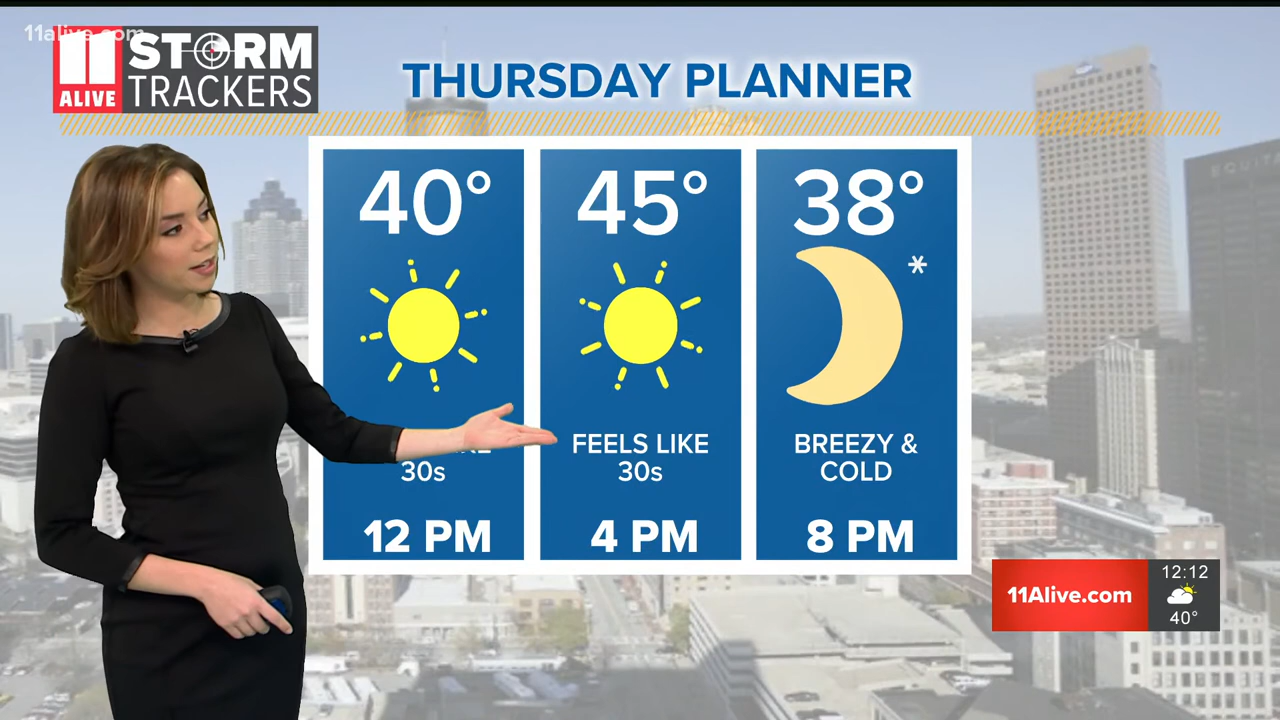 11alive.com
11 STORM
ALIVE TRACKERS
THURSDAY PLANNER
40°
45°
38°
30s
FEELS LIKE
30s
BREEZY &
COLD
12 PM
4 PM
8 PM
EQUITA
11Alive.com
12:12
40°